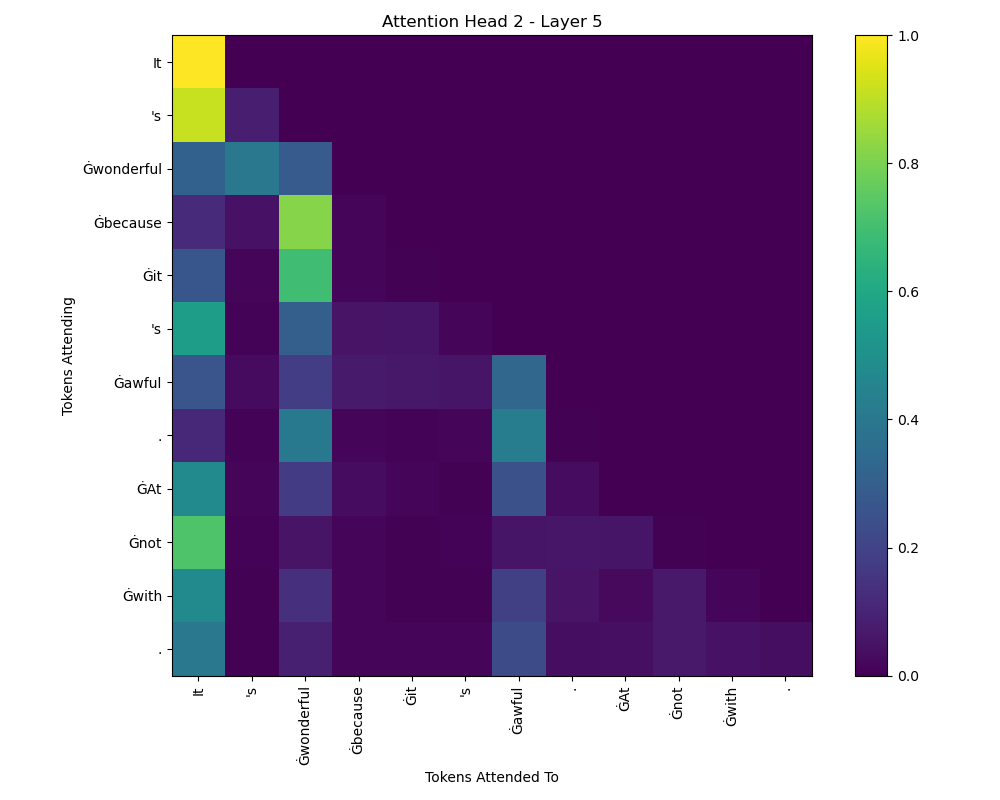 Attention Head 2 - Layer 5
Tokens Attending
It
's
Ġwonderful
Ġbecause
Ġit
's
Ġawful
.
ĠAt
Ġnot
Ġwith
.
It
's
Ġwonderful
Ġbecause
Ġit
's
Ġawful
.
ĠAt
Ġnot
Ġwith
.
Tokens Attended To
1.0
0.8
0.6
0.4
0.2
0.0